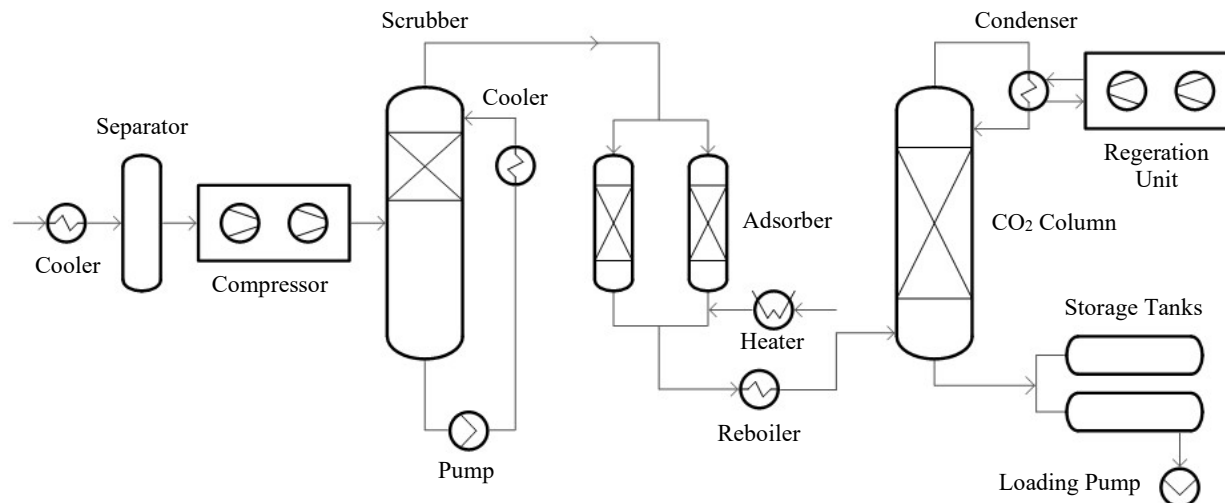 Scrubber
Condenser
Cooler
Separator
Regeration
Unit
Adsorber
CO₂ Column
Cooler
Compressor
Storage Tanks
Heater
Reboiler
Pump
Loading Pump